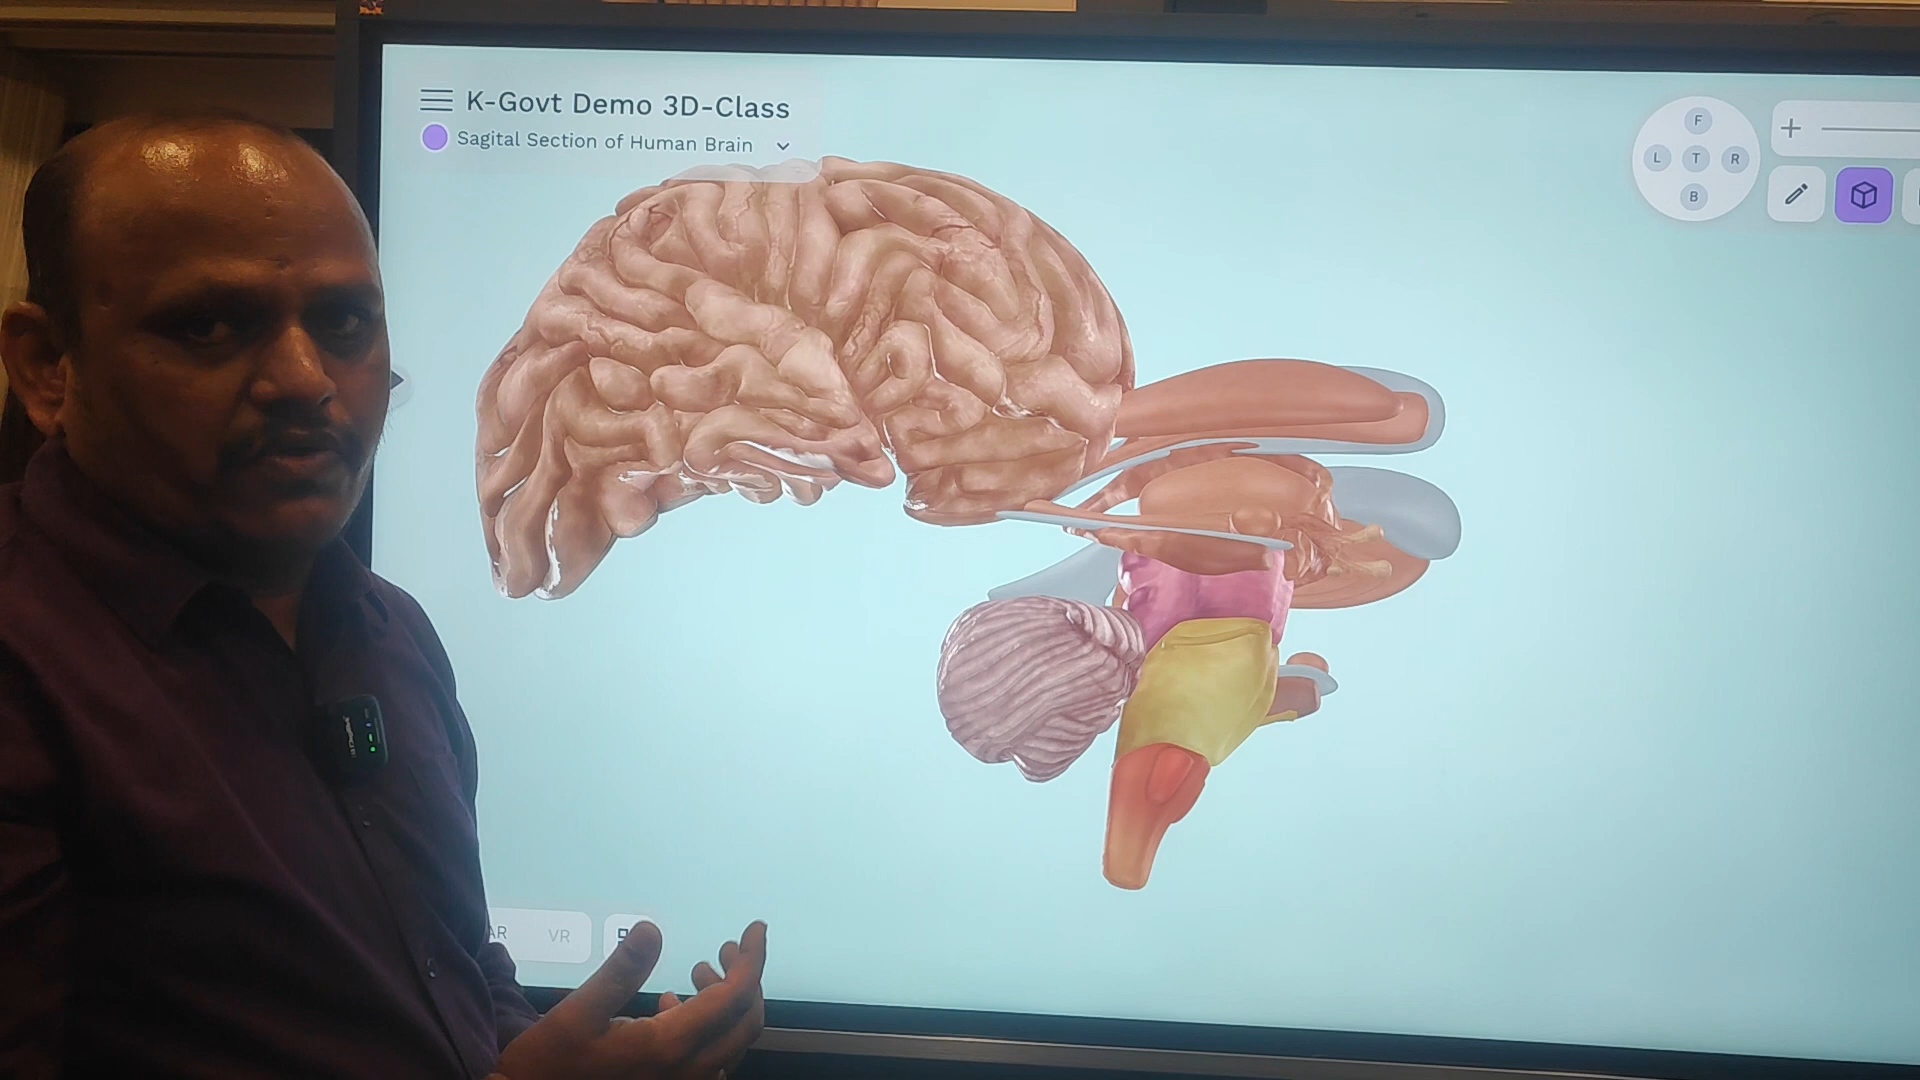 K-Govt Demo 3D-Class
Sagital Section of Human Brain
F
L T R
B
AR VR